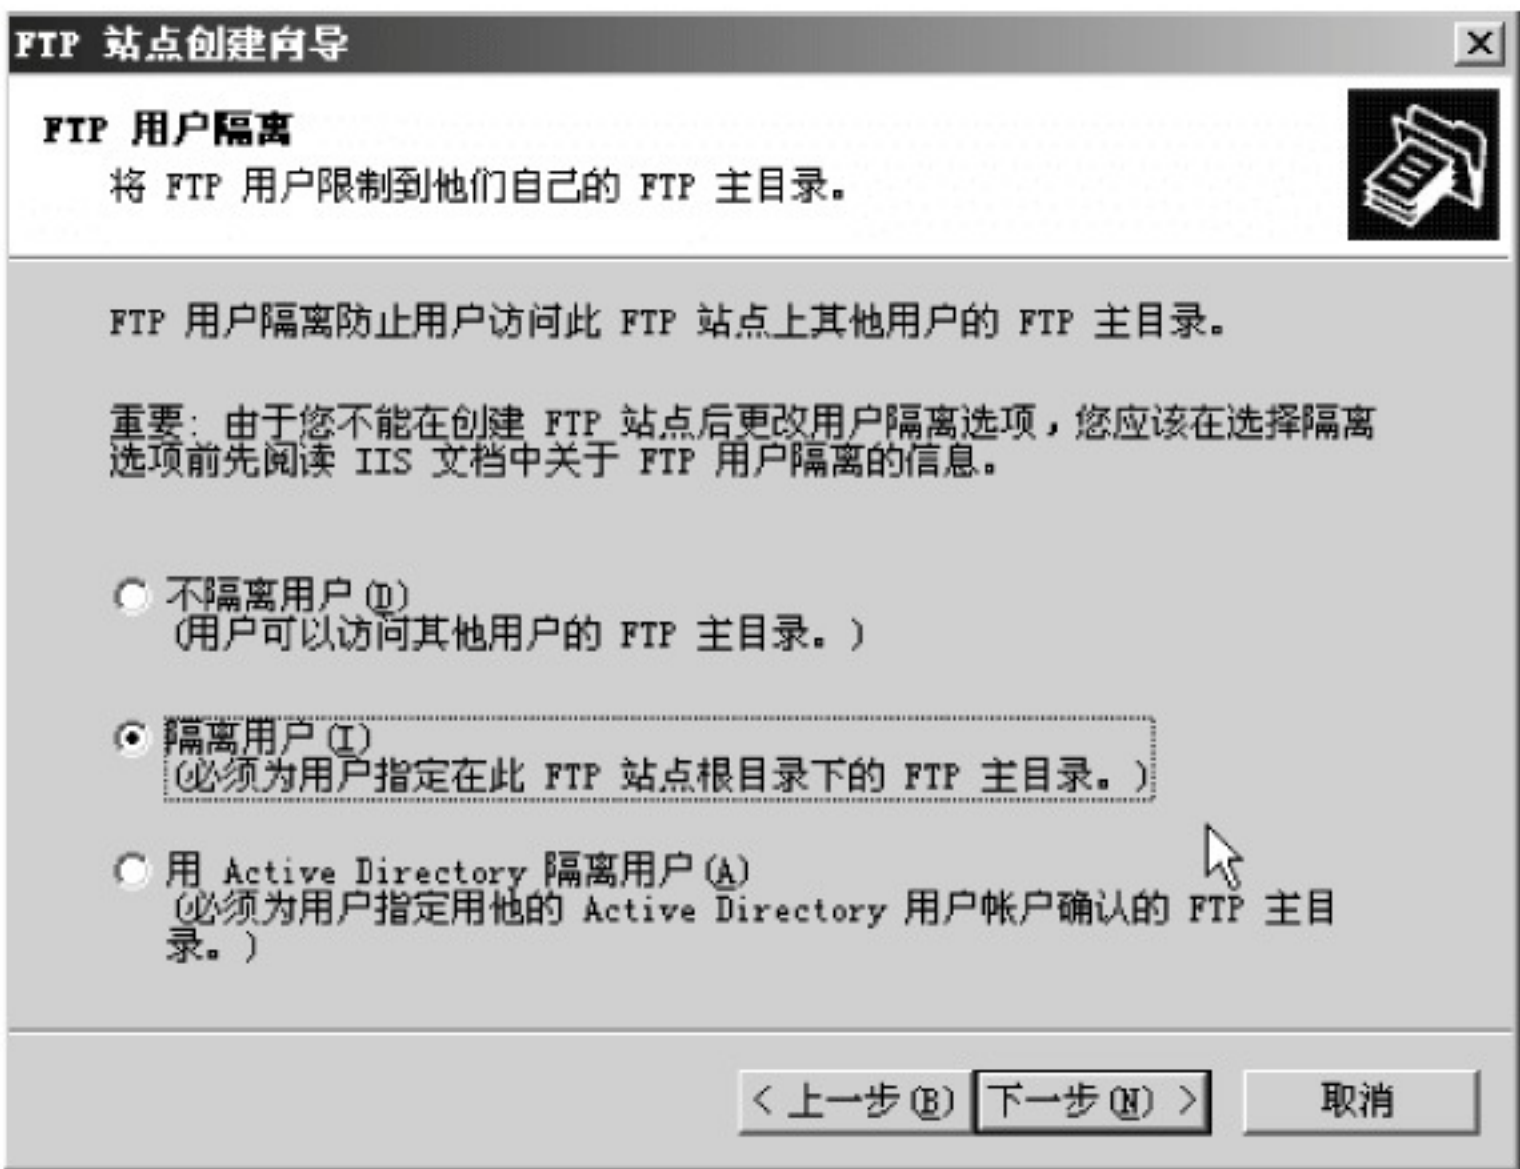 FTP 站点创建向导
FTP 用户隔离
将 FTP 用户限制到他们自己的 FTP 主目录。
FTP 用户隔离防止用户访问此 FTP 站点上其他用户的 FTP 主目录。
重要: 由于您不能在创建 FTP 站点后更改用户隔离选项，您应该在选择隔离
选项前先阅读 IIS 文档中关于 FTP 用户隔离的信息。
不隔离用户(D)
(用户可以访问其他用户的 FTP 主目录。)
隔离用户(I)
(必须为用户指定在此 FTP 站点根目录下的 FTP 主目录。)
用 Active Directory 隔离用户(A)
(必须为用户指定用他的 Active Directory 用户帐户确认的 FTP 主目
录。)
< 上一步(B) 下一步(N) > 取消